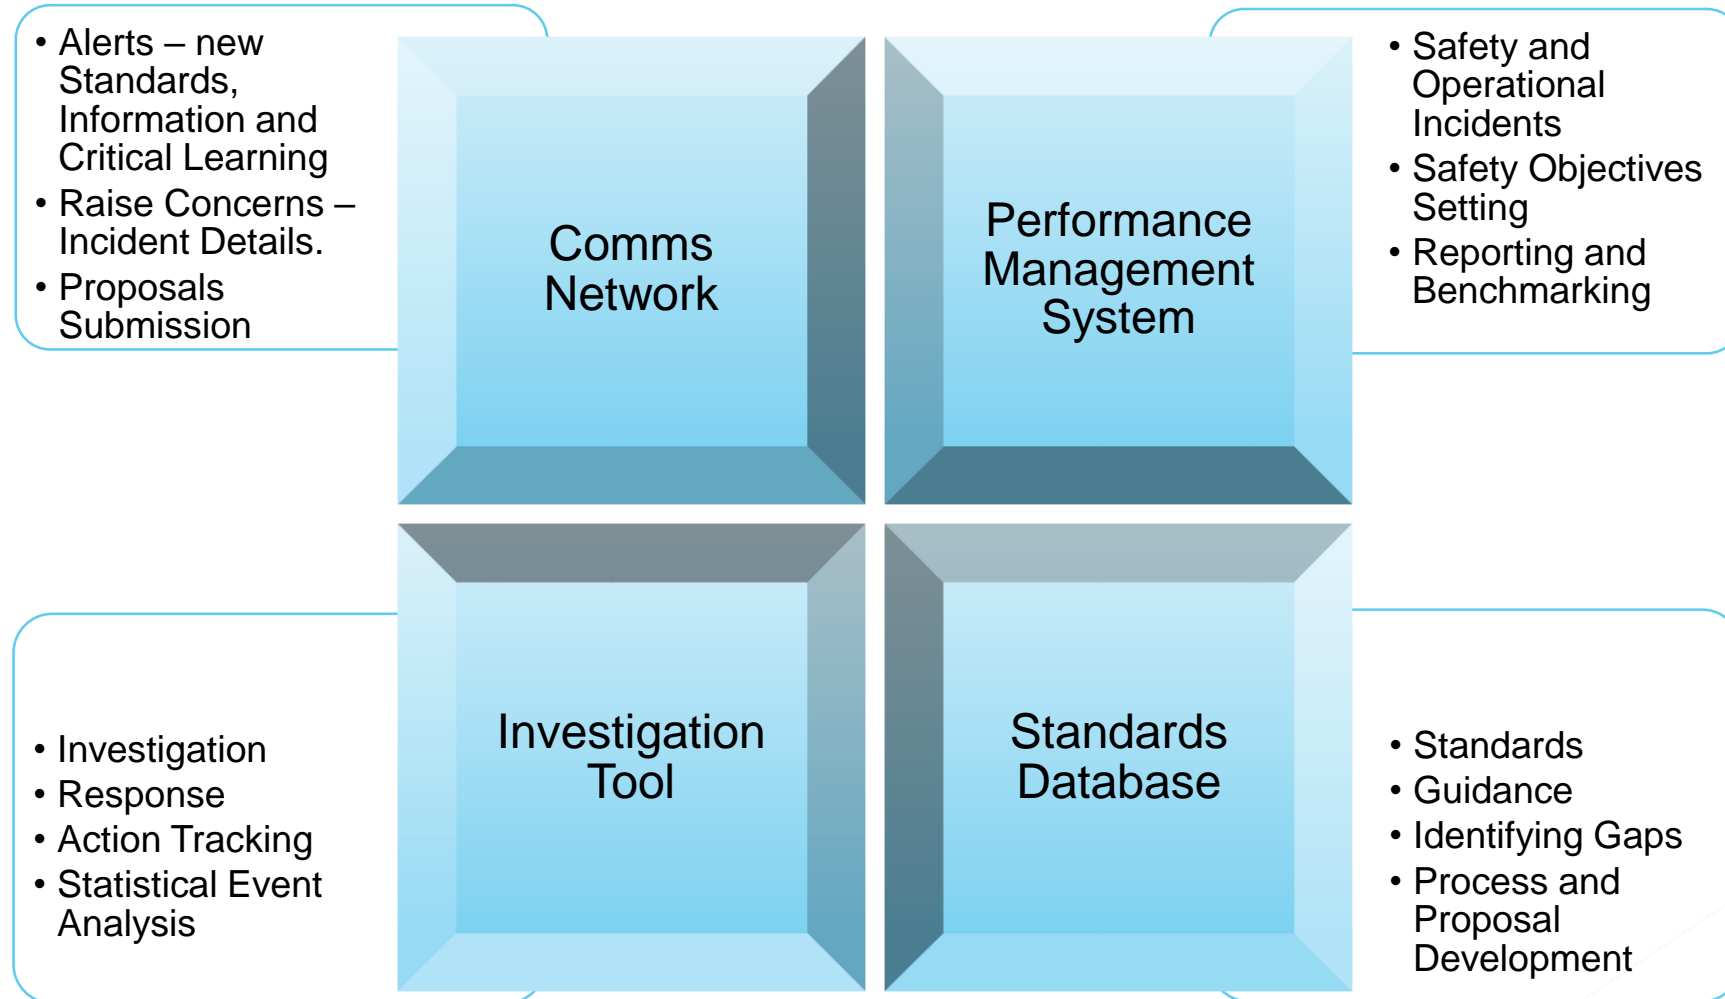 • Alerts – new
Standards,
Information and
Critical Learning
• Raise Concerns –
Incident Details.
• Proposals
Submission
Comms
Network
Performance
Management
System
• Safety and
Operational
Incidents
• Safety Objectives
Setting
• Reporting and
Benchmarking
• Investigation
• Response
• Action Tracking
• Statistical Event
Analysis
Investigation
Tool
Standards
Database
• Standards
• Guidance
• Identifying Gaps
• Process and
Proposal
Development